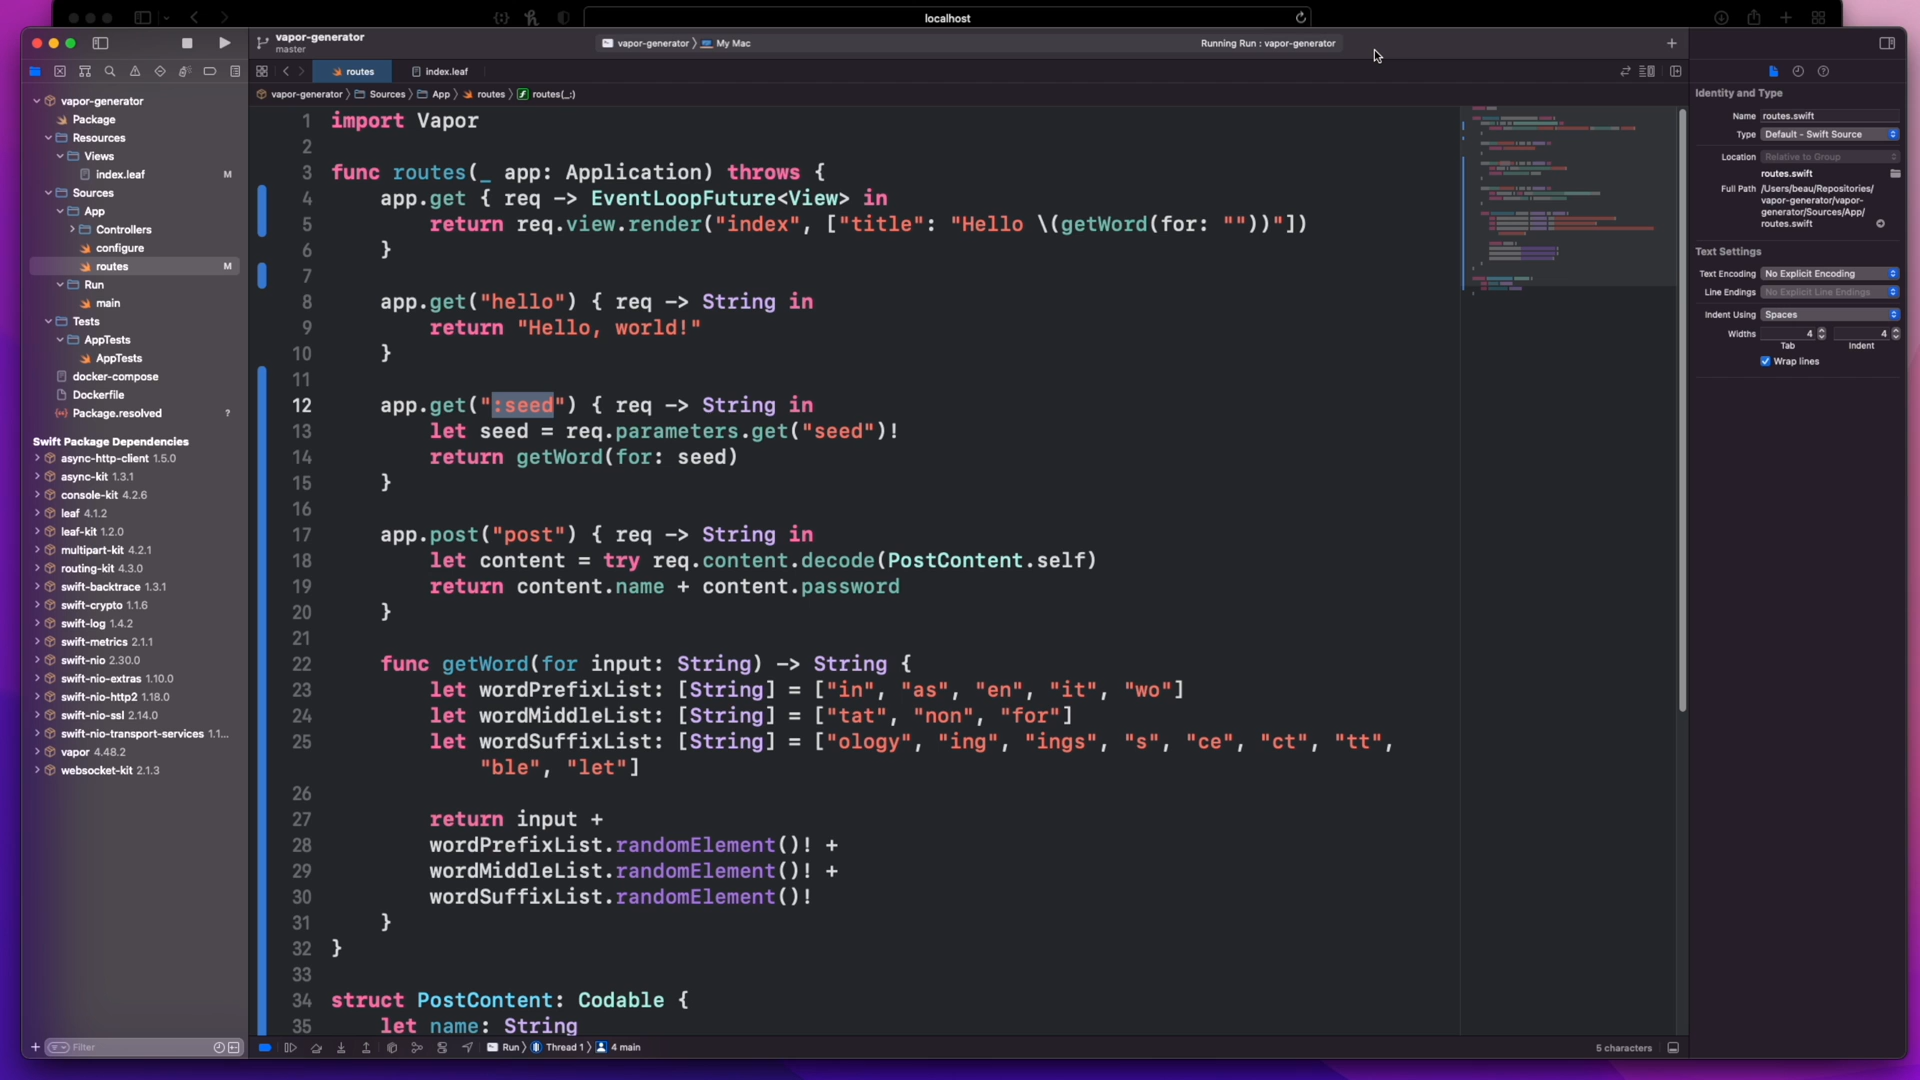 localhost
vapor-generator
master
vapor-generator
My Mac
Running Run : vapor-generator
routes
index.leaf
vapor-generator
Sources
App
routes
routes(_:)
vapor-generator
Package
Resources
Views
index.leaf
M
Sources
App
Controllers
configure
routes
M
Run
main
Tests
AppTests
AppTests
docker-compose
Dockerfile
Package.resolved
?
Swift Package Dependencies
async-http-client 1.5.0
async-kit 1.3.1
console-kit 4.2.6
leaf 4.1.2
leaf-kit 1.2.0
multipart-kit 4.2.1
routing-kit 4.3.0
swift-backtrace 1.3.1
swift-crypto 1.1.6
swift-log 1.4.2
swift-metrics 2.1.1
swift-nio 2.30.0
swift-nio-extras 1.10.0
swift-nio-http2 1.18.0
swift-nio-ssl 2.14.0
swift-nio-transport-services 1.1...
vapor 4.48.2
websocket-kit 2.1.3
Filter
1 import Vapor
2
3 func routes(_ app: Application) throws {
4     app.get { req -> EventLoopFuture<View> in
5         return req.view.render("index", ["title": "Hello \(getWord(for: ""))"])
6     }
7
8     app.get("hello") { req -> String in
9         return "Hello, world!"
10     }
11
12     app.get(":seed") { req -> String in
13         let seed = req.parameters.get("seed")!
14         return getWord(for: seed)
15     }
16
17     app.post("post") { req -> String in
18         let content = try req.content.decode(PostContent.self)
19         return content.name + content.password
20     }
21
22     func getWord(for input: String) -> String {
23         let wordPrefixList: [String] = ["in", "as", "en", "it", "wo"]
24         let wordMiddleList: [String] = ["tat", "non", "for"]
25         let wordSuffixList: [String] = ["ology", "ing", "ings", "s", "ce", "ct", "tt",
            "ble", "let"]
26
27         return input +
28         wordPrefixList.randomElement()! +
29         wordMiddleList.randomElement()! +
30         wordSuffixList.randomElement()!
31     }
32 }
33
34 struct PostContent: Codable {
35     let name: String
Run
Thread 1
4 main
5 characters
Identity and Type
Name routes.swift
Type Default - Swift Source
Location Relative to Group
routes.swift
Full Path /Users/beau/Repositories/
vapor-generator/vapor-
generator/Sources/App/
routes.swift
Text Settings
Text Encoding No Explicit Encoding
Line Endings No Explicit Line Endings
Indent Using Spaces
Widths 4 4
Tab Indent
Wrap lines